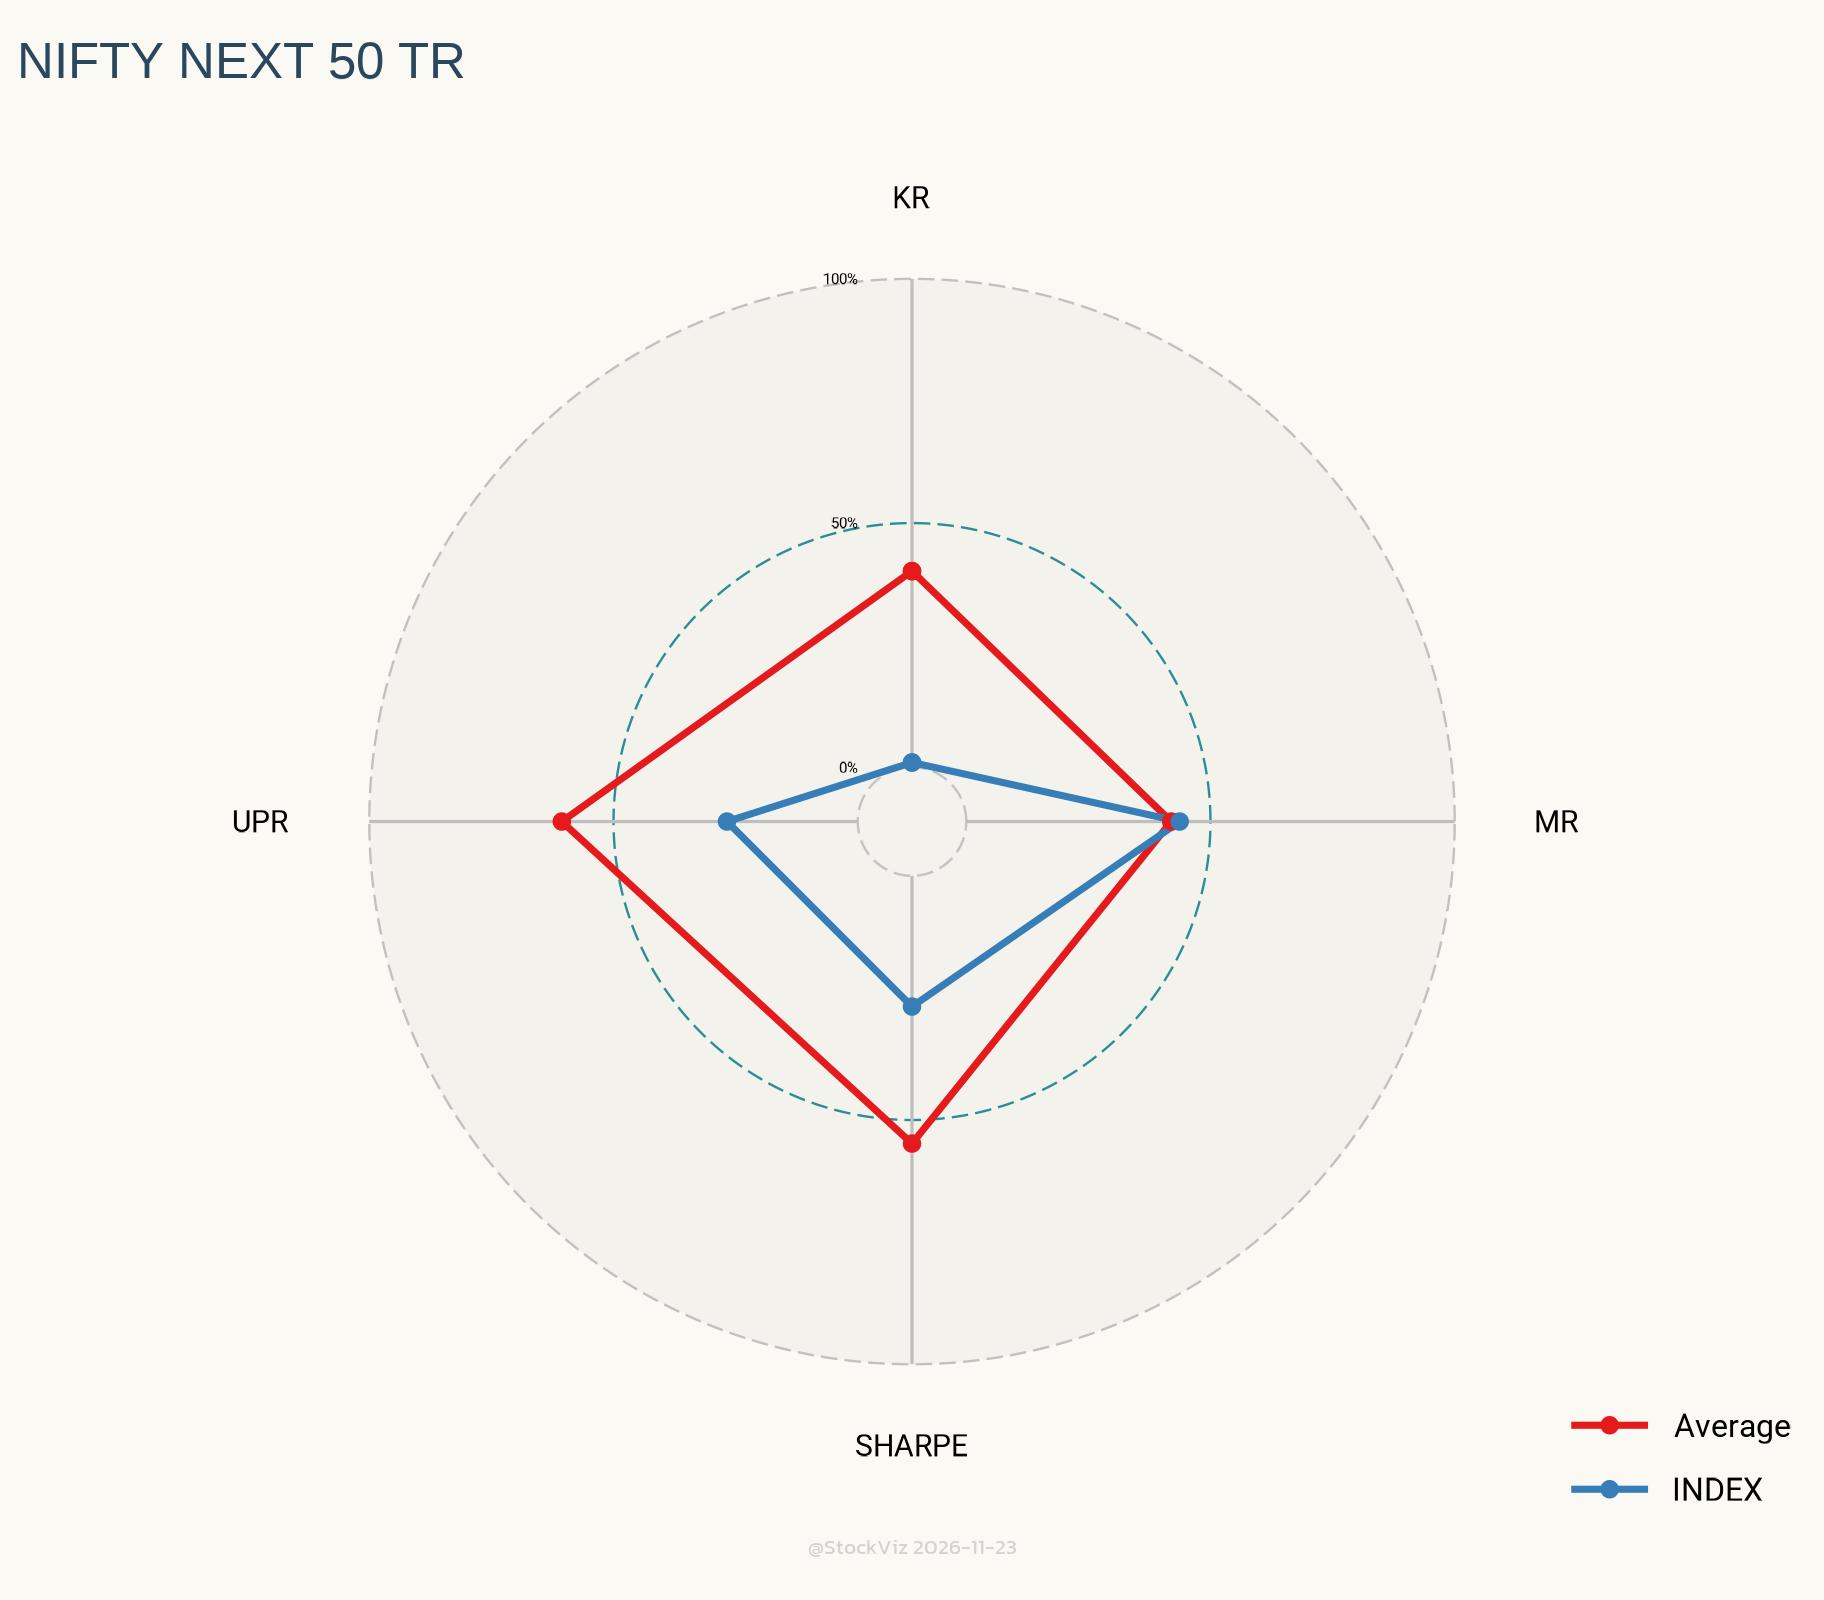 NIFTY NEXT 50 TR
KR
100%
50%
0%
UPR
MR
SHARPE
Average
INDEX
@StockViz 2026-11-23